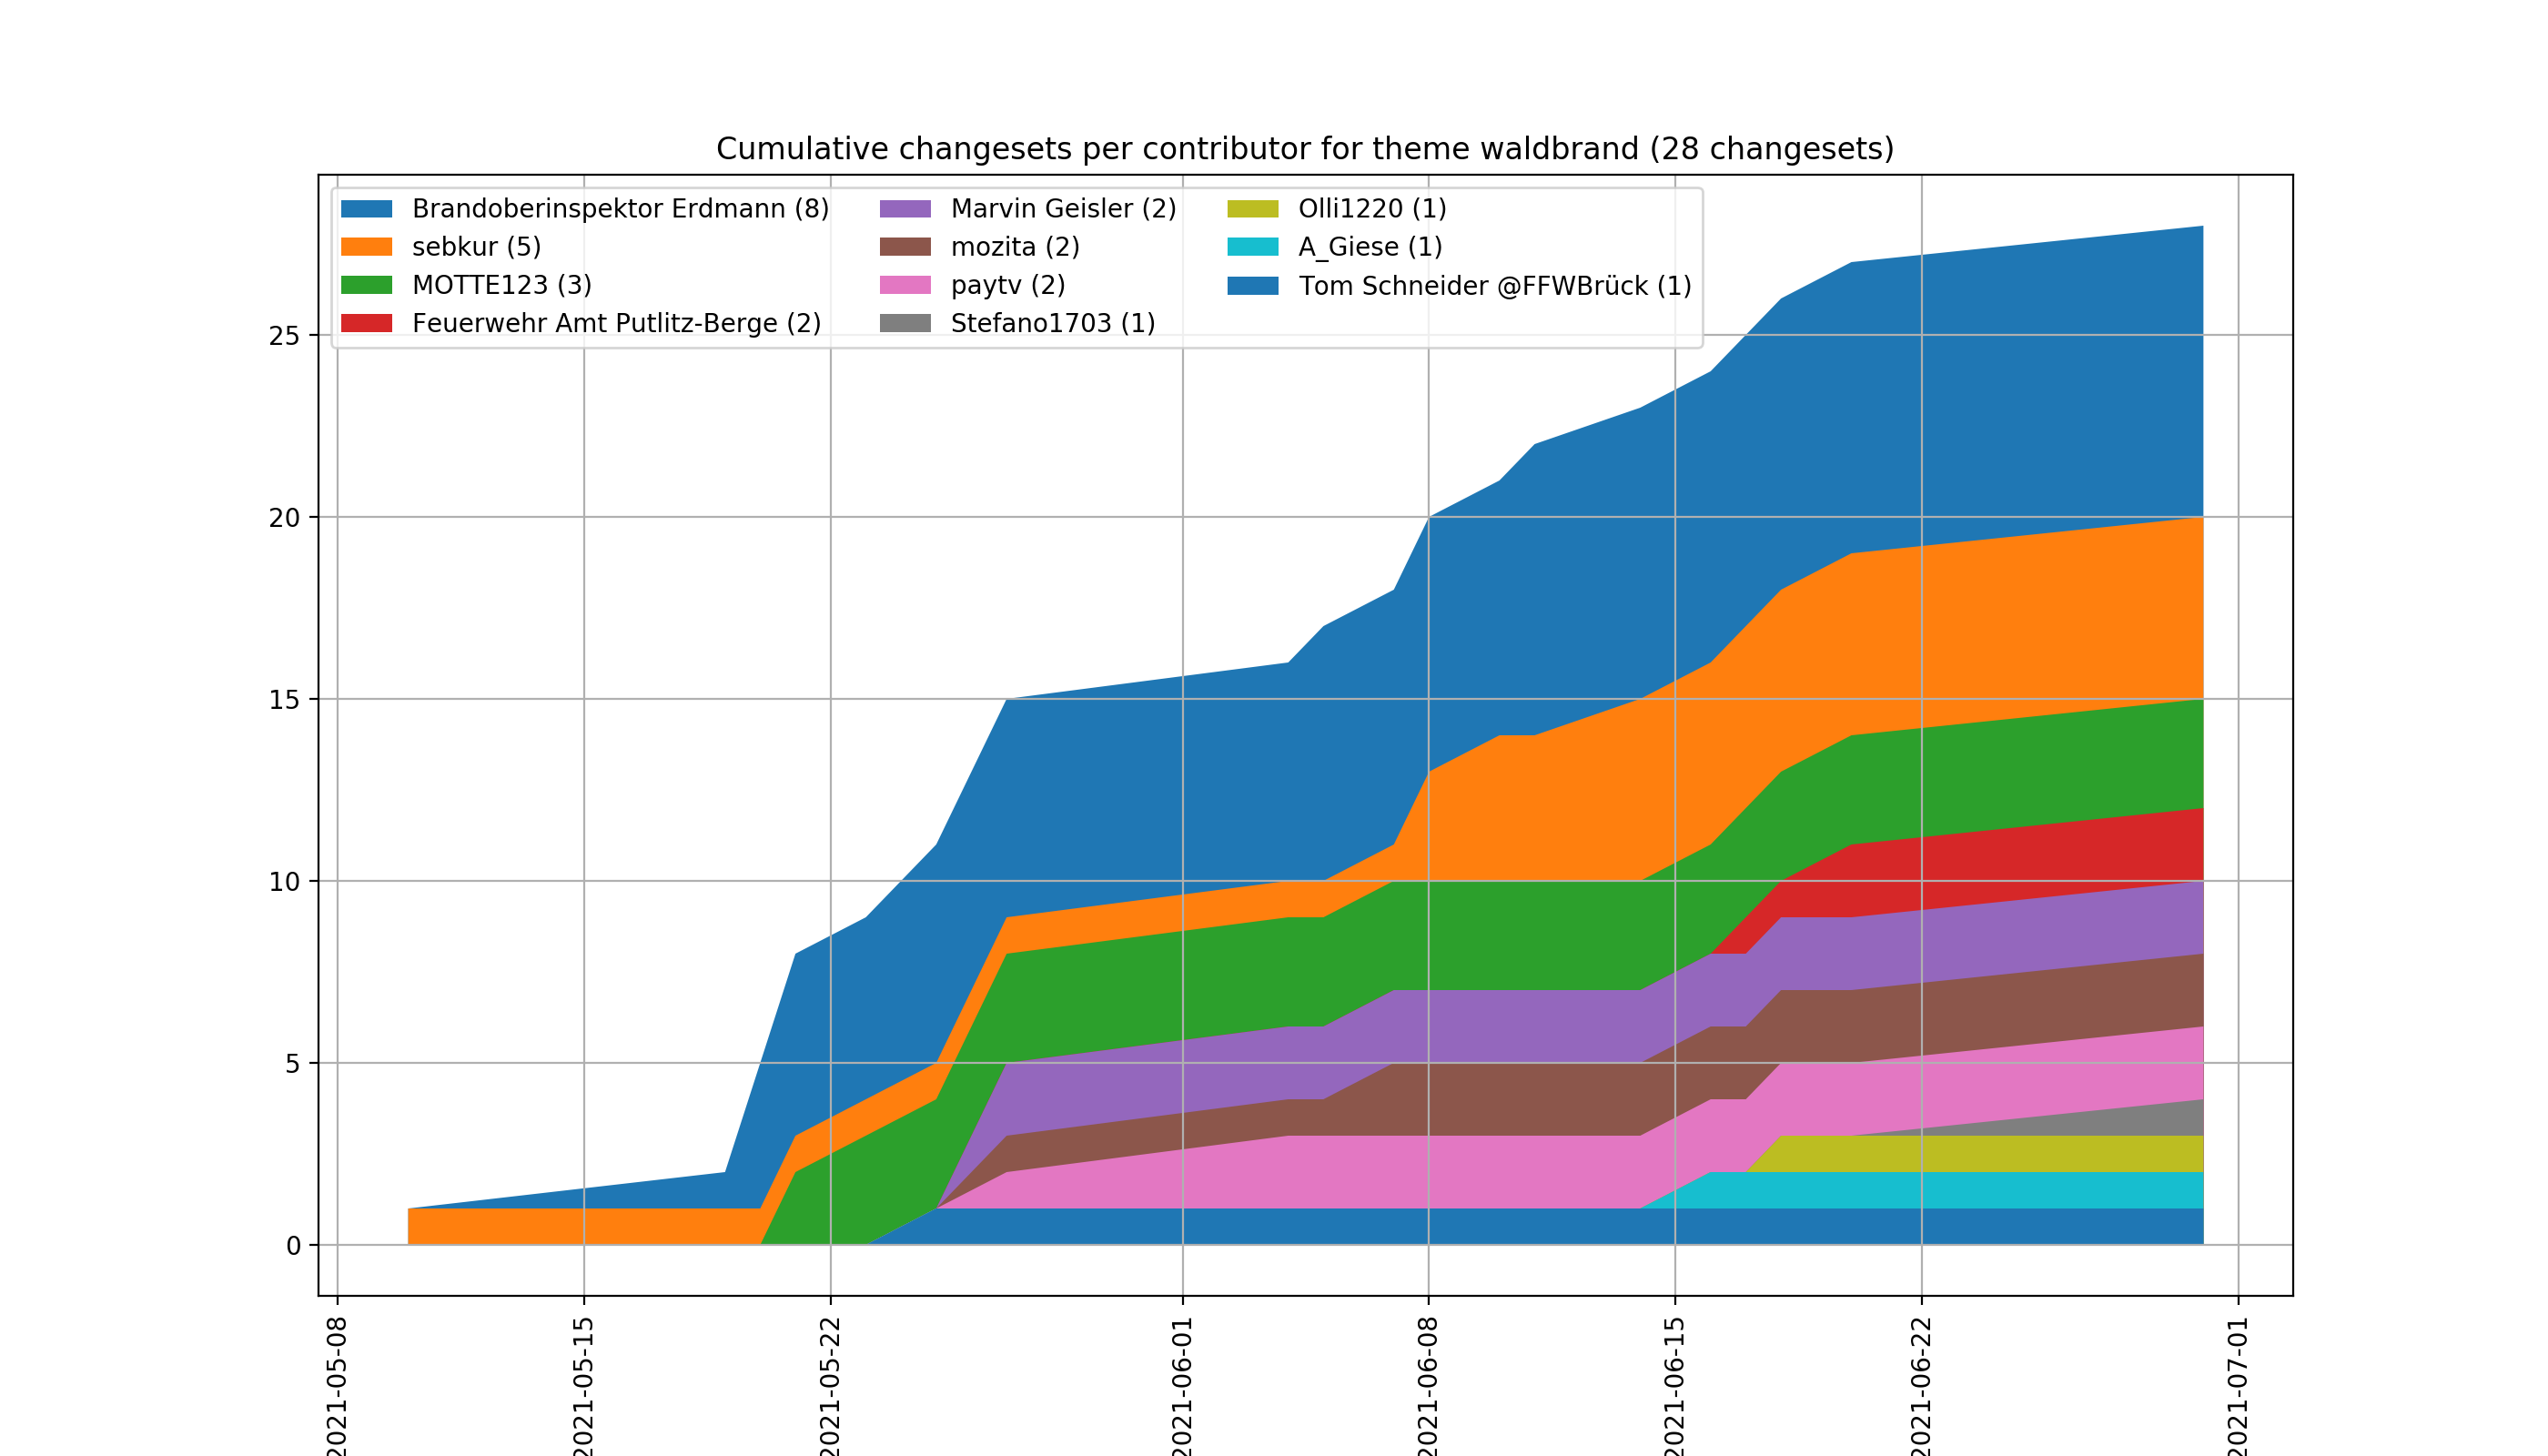 Cumulative changesets per contributor for theme waldbrand (28 changesets)
Brandoberinspektor Erdmann (8)
sebkur (5)
MOTTE123 (3)
Feuerwehr Amt Putlitz-Berge (2)
Marvin Geisler (2)
mozita (2)
paytv (2)
Stefano1703 (1)
Olli1220 (1)
A_Giese (1)
Tom Schneider @FFWBrück (1)
25
20
15
10
5
0
2021-05-08
2021-05-15
2021-05-22
2021-06-01
2021-06-08
2021-06-15
2021-06-22
2021-07-01